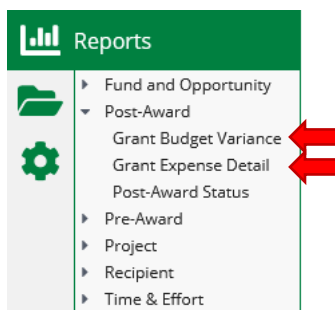 Reports
Fund and Opportunity
Post-Award
Grant Budget Variance
Grant Expense Detail
Post-Award Status
Pre-Award
Project
Recipient
Time & Effort